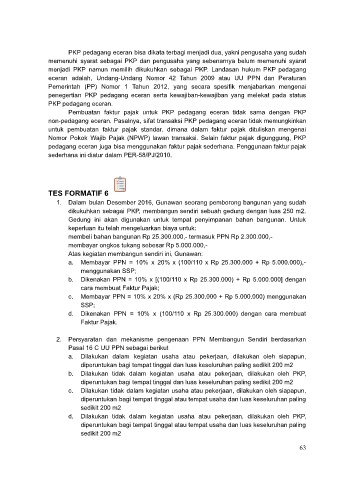 PKP pedagang eceran bisa dikata terbagi menjadi dua, yakni pengusaha yang sudah
memenuhi syarat sebagai PKP dan pengusaha yang sebenarnya belum memenuhi syarat
menjadi PKP namun memilih dikukuhkan sebagai PKP. Landasan hukum PKP pedagang
eceran adalah, Undang-Undang Nomor 42 Tahun 2009 atau UU PPN dan Peraturan
Pemerintah (PP) Nomor 1 Tahun 2012, yang secara spesifik menjabarkan mengenai
penegertian PKP pedagang eceran serta kewajiban-kewajiban yang melekat pada status
PKP pedagang eceran.
Pembuatan faktur pajak untuk PKP pedagang eceran tidak sama dengan PKP
non-pedagang eceran. Pasalnya, sifat transaksi PKP pedagang eceran tidak memungkinkan
untuk pembuatan faktur pajak standar, dimana dalam faktur pajak dituliskan mengenai
Nomor Pokok Wajib Pajak (NPWP) lawan transaksi. Selain faktur pajak digunggung, PKP
pedagang eceran juga bisa menggunakan faktur pajak sederhana. Penggunaan faktur pajak
sederhana ini diatur dalam PER-58/PJ/2010.
TES FORMATIF 6
1. Dalam bulan Desember 2016, Gunawan seorang pemborong bangunan yang sudah
dikukuhkan sebagai PKP, membangun sendiri sebuah gedung dengan luas 250 m2.
Gedung ini akan digunakan untuk tempat penyimpanan bahan bangunan. Untuk
keperluan itu telah mengeluarkan biaya untuk:
membeli bahan bangunan Rp 25.300.000,- termasuk PPN Rp 2.300.000,-
membayar ongkos tukang sebesar Rp 5.000.000,-
Atas kegiatan membangun sendiri ini, Gunawan:
a. Membayar PPN = 10% x 20% x (100/110 x Rp 25.300.000 + Rp 5.000.000),-
menggunakan SSP;
b. Dikenakan PPN = 10% x [(100/110 x Rp 25.300.000) + Rp 5.000.000] dengan
cara membuat Faktur Pajak;
c. Membayar PPN = 10% x 20% x (Rp 25.300.000 + Rp 5.000.000) menggunakan
SSP;
d. Dikenakan PPN = 10% x (100/110 x Rp 25.300.000) dengan cara membuat
Faktur Pajak.
2. Persyaratan dan mekanisme pengenaan PPN Membangun Sendiri berdasarkan
Pasal 16 C UU PPN sebagai berikut
a. Dilakukan dalam kegiatan usaha atau pekerjaan, dilakukan oleh siapapun,
diperuntukan bagi tempat tinggal dan luas keseluruhan paling sedikit 200 m2
b. Dilakukan tidak dalam kegiatan usaha atau pekerjaan, dilakukan oleh PKP,
diperuntukan bagi tempat tinggal dan luas keseluruhan paling sedikit 200 m2
c. Dilakukan tidak dalam kegiatan usaha atau pekerjaan, dilakukan oleh siapapun,
diperuntukan bagi tempat tinggal atau tempat usaha dan luas keseluruhan paling
sedikit 200 m2
d. Dilakukan tidak dalam kegiatan usaha atau pekerjaan, dilakukan oleh PKP,
diperuntukan bagi tempat tinggal atau tempat usaha dan luas keseluruhan paling
sedikit 200 m2
63